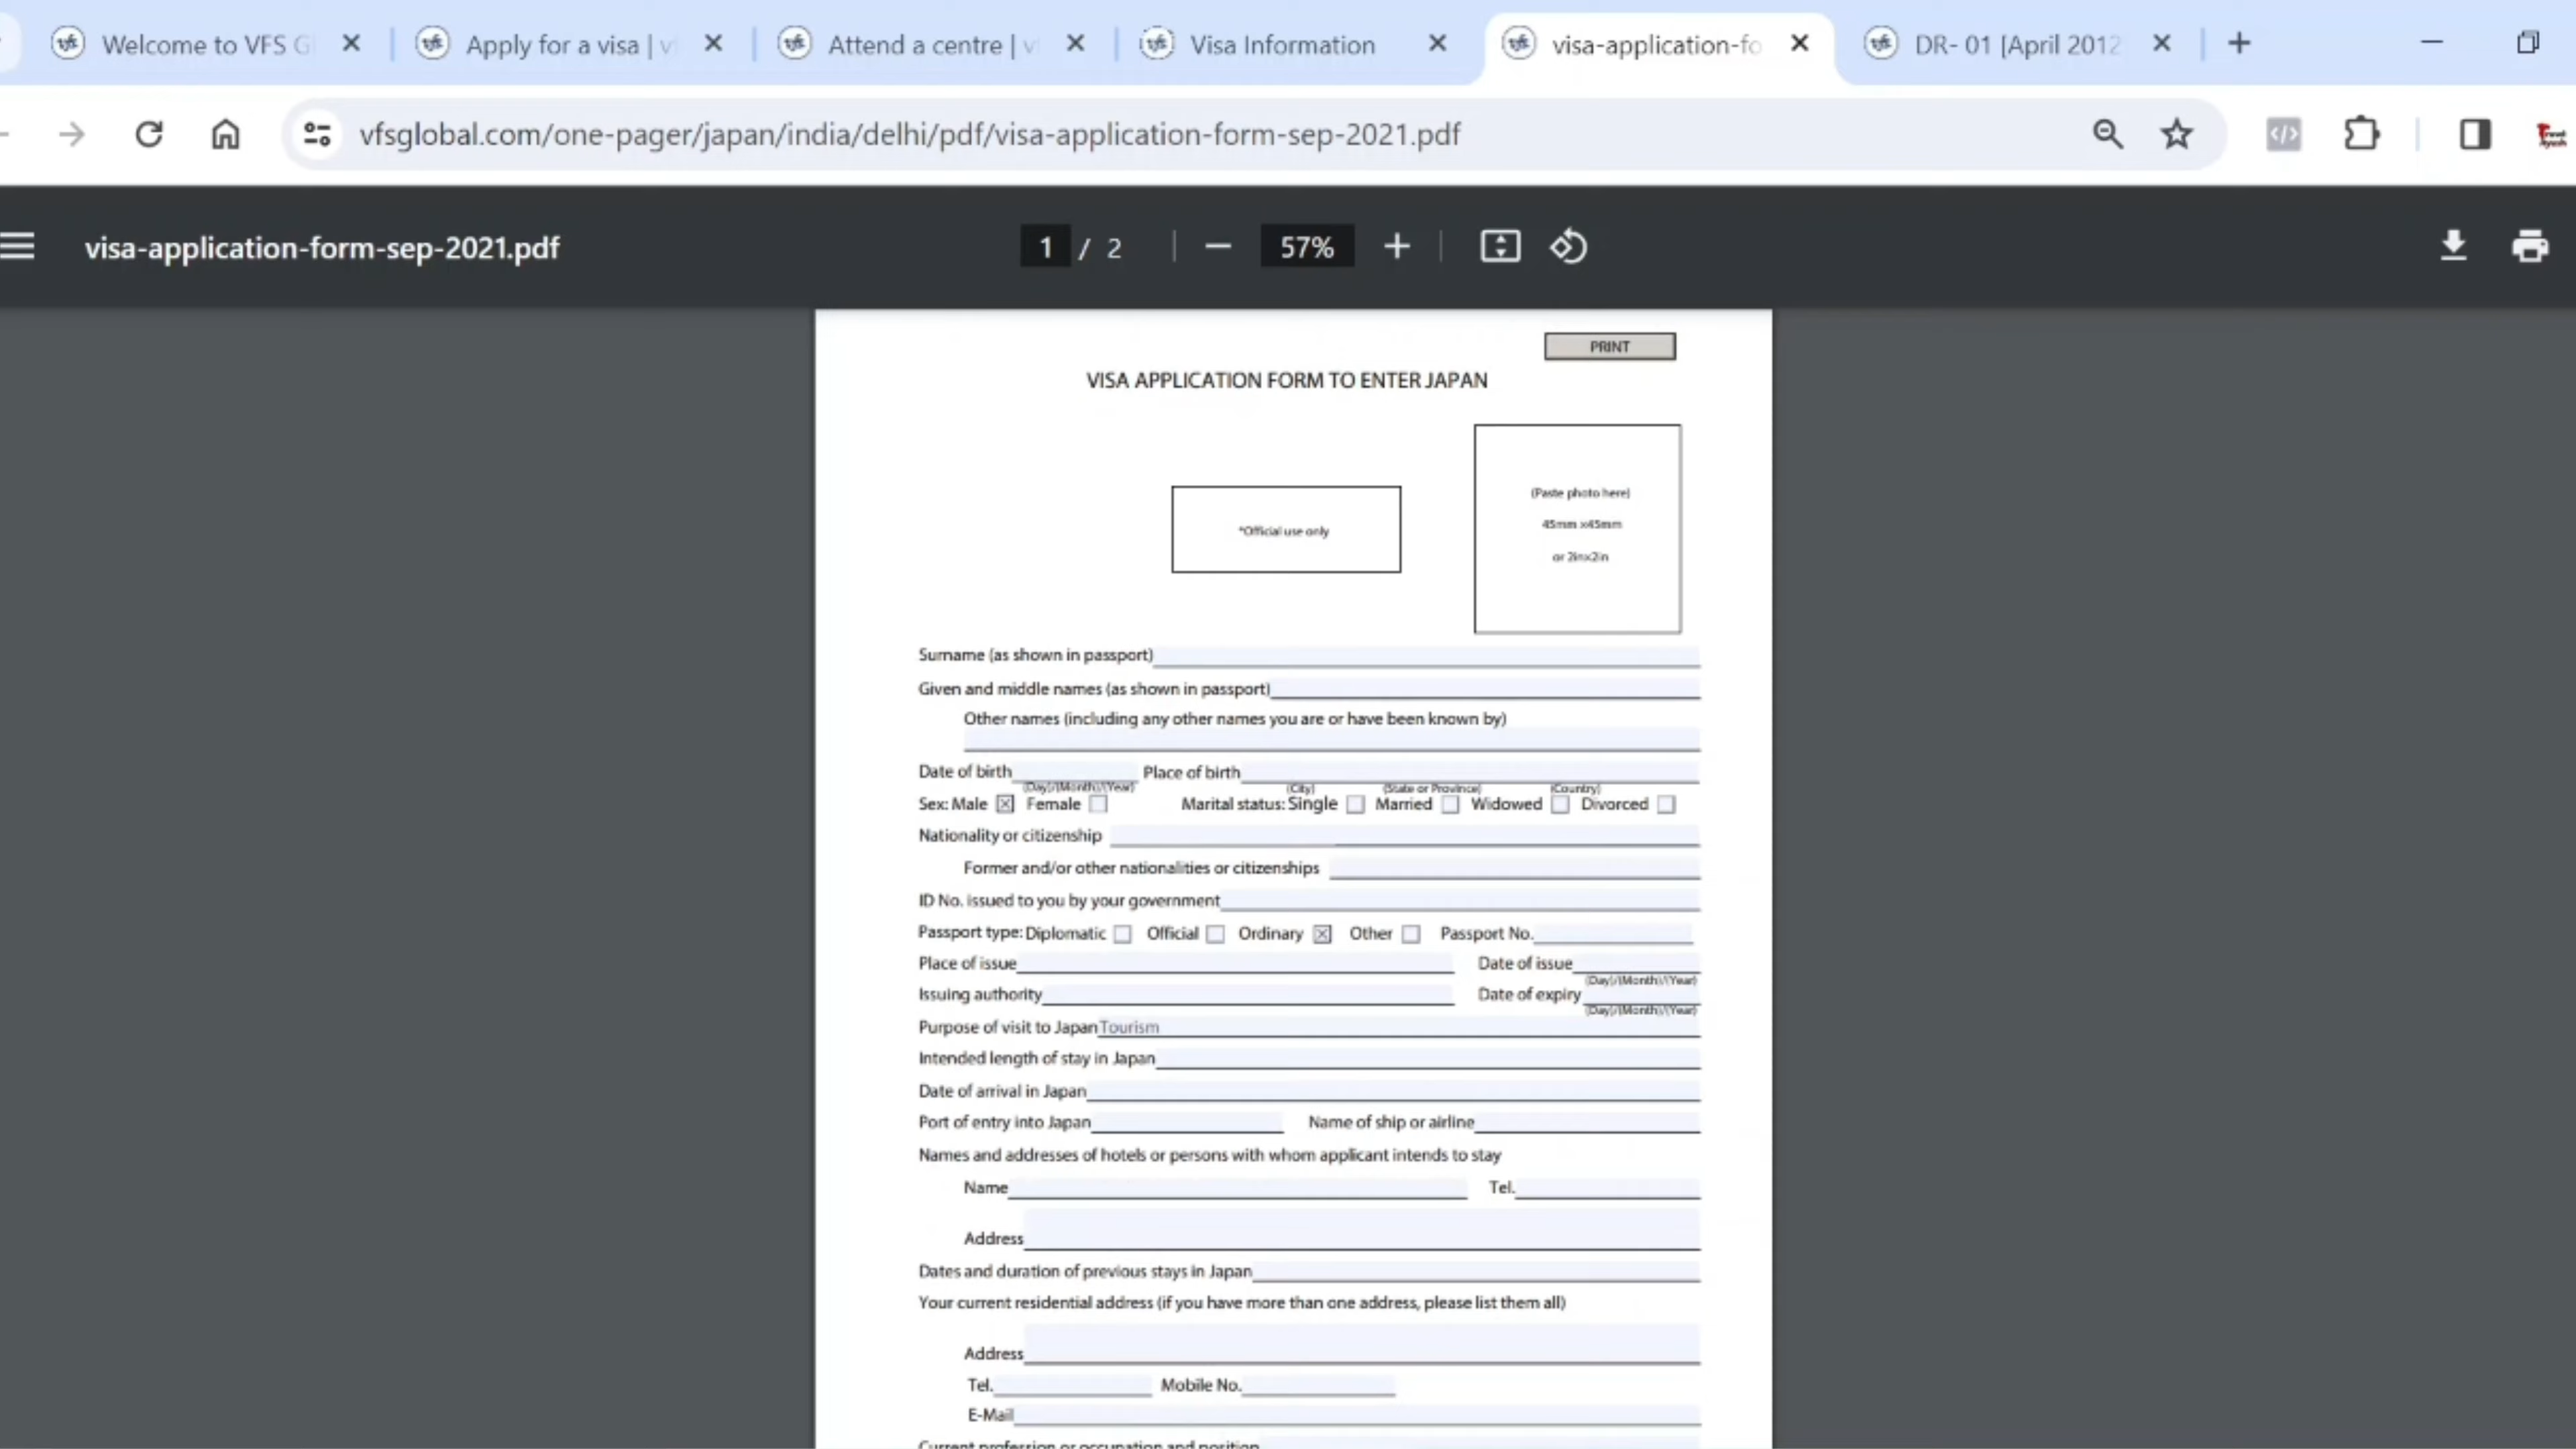 Welcome to VFS G
Apply for a visa | v
Attend a centre | v
Visa Information
visa-application-fo
DR- 01 [April 2012
vfsglobal.com/one-pager/japan/india/delhi/pdf/visa-application-form-sep-2021.pdf
visa-application-form-sep-2021.pdf
1 / 2
57%
PRINT
VISA APPLICATION FORM TO ENTER JAPAN
(Paste photo here)
45mm x45mm
or 2inx2in
*Official use only
Surname (as shown in passport)
Given and middle names (as shown in passport)
Other names (including any other names you are or have been known by)
Date of birth Place of birth
(Day)/(Month)/(Year) (City) (State or Province) (Country)
Sex: Male Female Marital status: Single Married Widowed Divorced
Nationality or citizenship
Former and/or other nationalities or citizenships
ID No. issued to you by your government
Passport type: Diplomatic Official Ordinary Other Passport No.
Place of issue Date of issue
(Day)/(Month)/(Year)
Issuing authority Date of expiry
(Day)/(Month)/(Year)
Purpose of visit to Japan Tourism
Intended length of stay in Japan
Date of arrival in Japan
Port of entry into Japan Name of ship or airline
Names and addresses of hotels or persons with whom applicant intends to stay
Name Tel.
Address
Dates and duration of previous stays in Japan
Your current residential address (if you have more than one address, please list them all)
Address
Tel. Mobile No.
E-Mail
Current profession or occupation and position